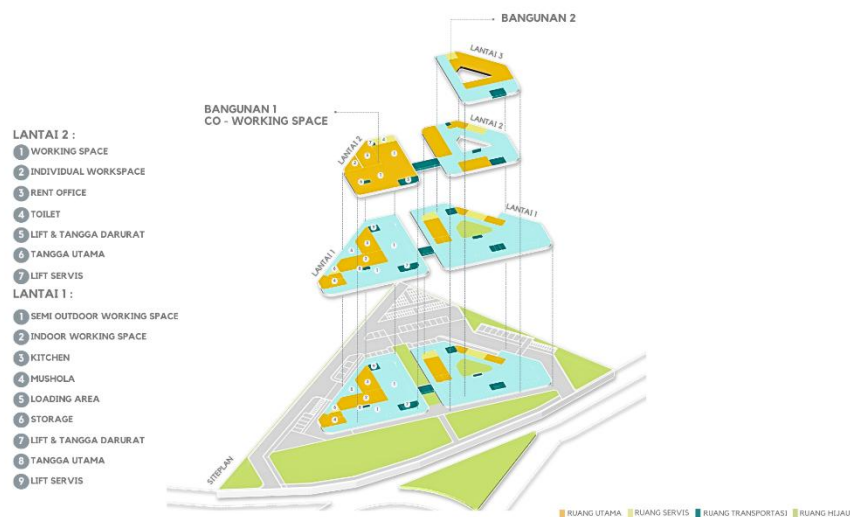 BANGUNAN 2
LANTAI 3
BANGUNAN 1
CO - WORKING SPACE
LANTAI 2
LANTAI 2
LANTAI 1
LANTAI 1
SITEPLAN
LANTAI 2 :
1 WORKING SPACE
2 INDIVIDUAL WORKSPACE
3 RENT OFFICE
4 TOILET
5 LIFT & TANGGA DARURAT
6 TANGGA UTAMA
7 LIFT SERVIS
LANTAI 1 :
1 SEMI OUTDOOR WORKING SPACE
2 INDOOR WORKING SPACE
3 KITCHEN
4 MUSHOLA
5 LOADING AREA
6 STORAGE
7 LIFT & TANGGA DARURAT
8 TANGGA UTAMA
9 LIFT SERVIS
RUANG UTAMA RUANG SERVIS RUANG TRANSPORTASI RUANG HIJAU